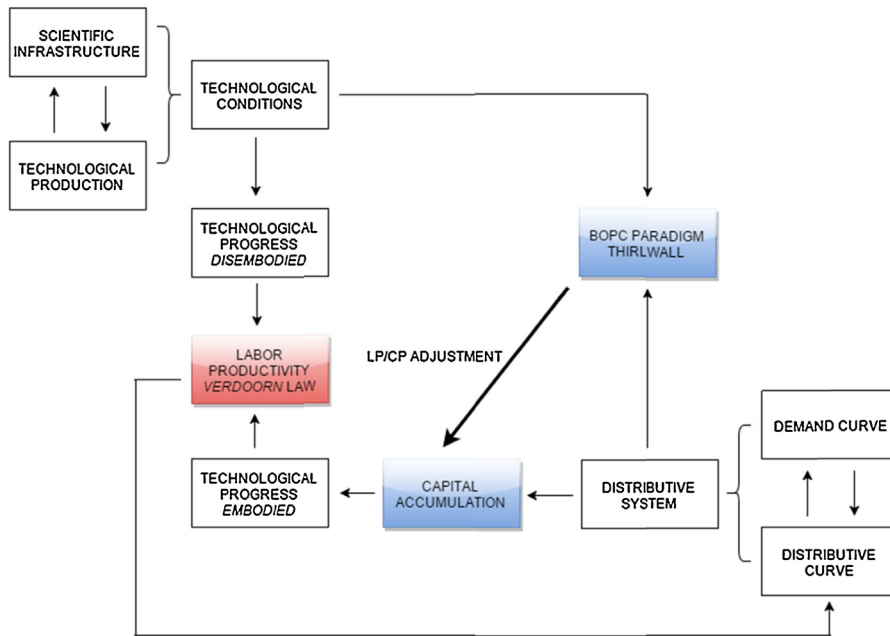 SCIENTIFIC
INFRASTRUCTURE
TECHNOLOGICAL
CONDITIONS
TECHNOLOGICAL
PRODUCTION
TECHNOLOGICAL
PROGRESS
DISEMBODIED
BOPC PARADIGM
THIRLWALL
LABOR
PRODUCTIVITY
VERDOORN LAW
LP/CP ADJUSTMENT
DEMAND CURVE
TECHNOLOGICAL
PROGRESS
EMBODIED
CAPITAL
ACCUMULATION
DISTRIBUTIVE
SYSTEM
DISTRIBUTIVE
CURVE